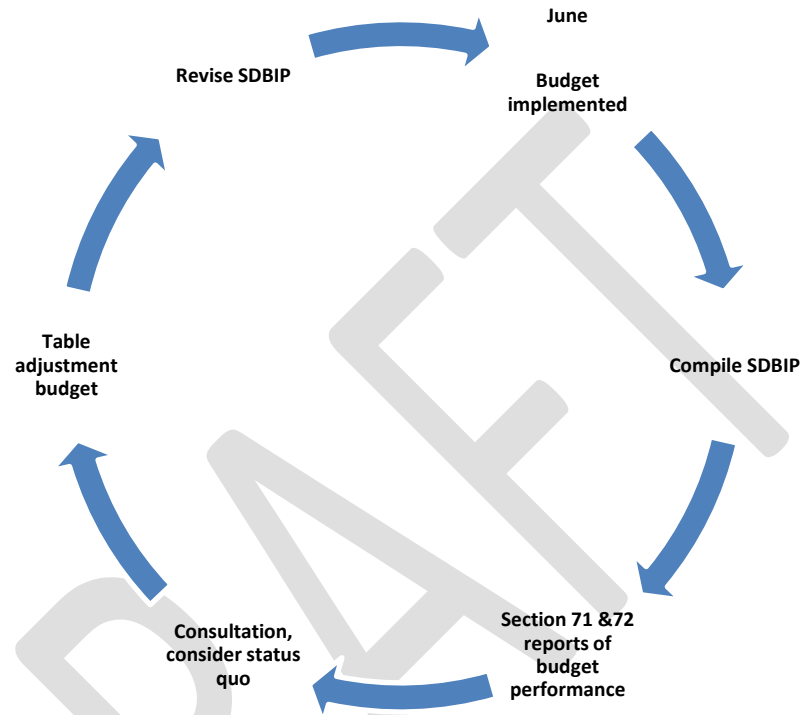 June
Budget
implemented
Compile SDBIP
Section 71 &72
reports of
budget
performance
Consultation,
consider status
quo
Table
adjustment
budget
Revise SDBIP
DRAFT